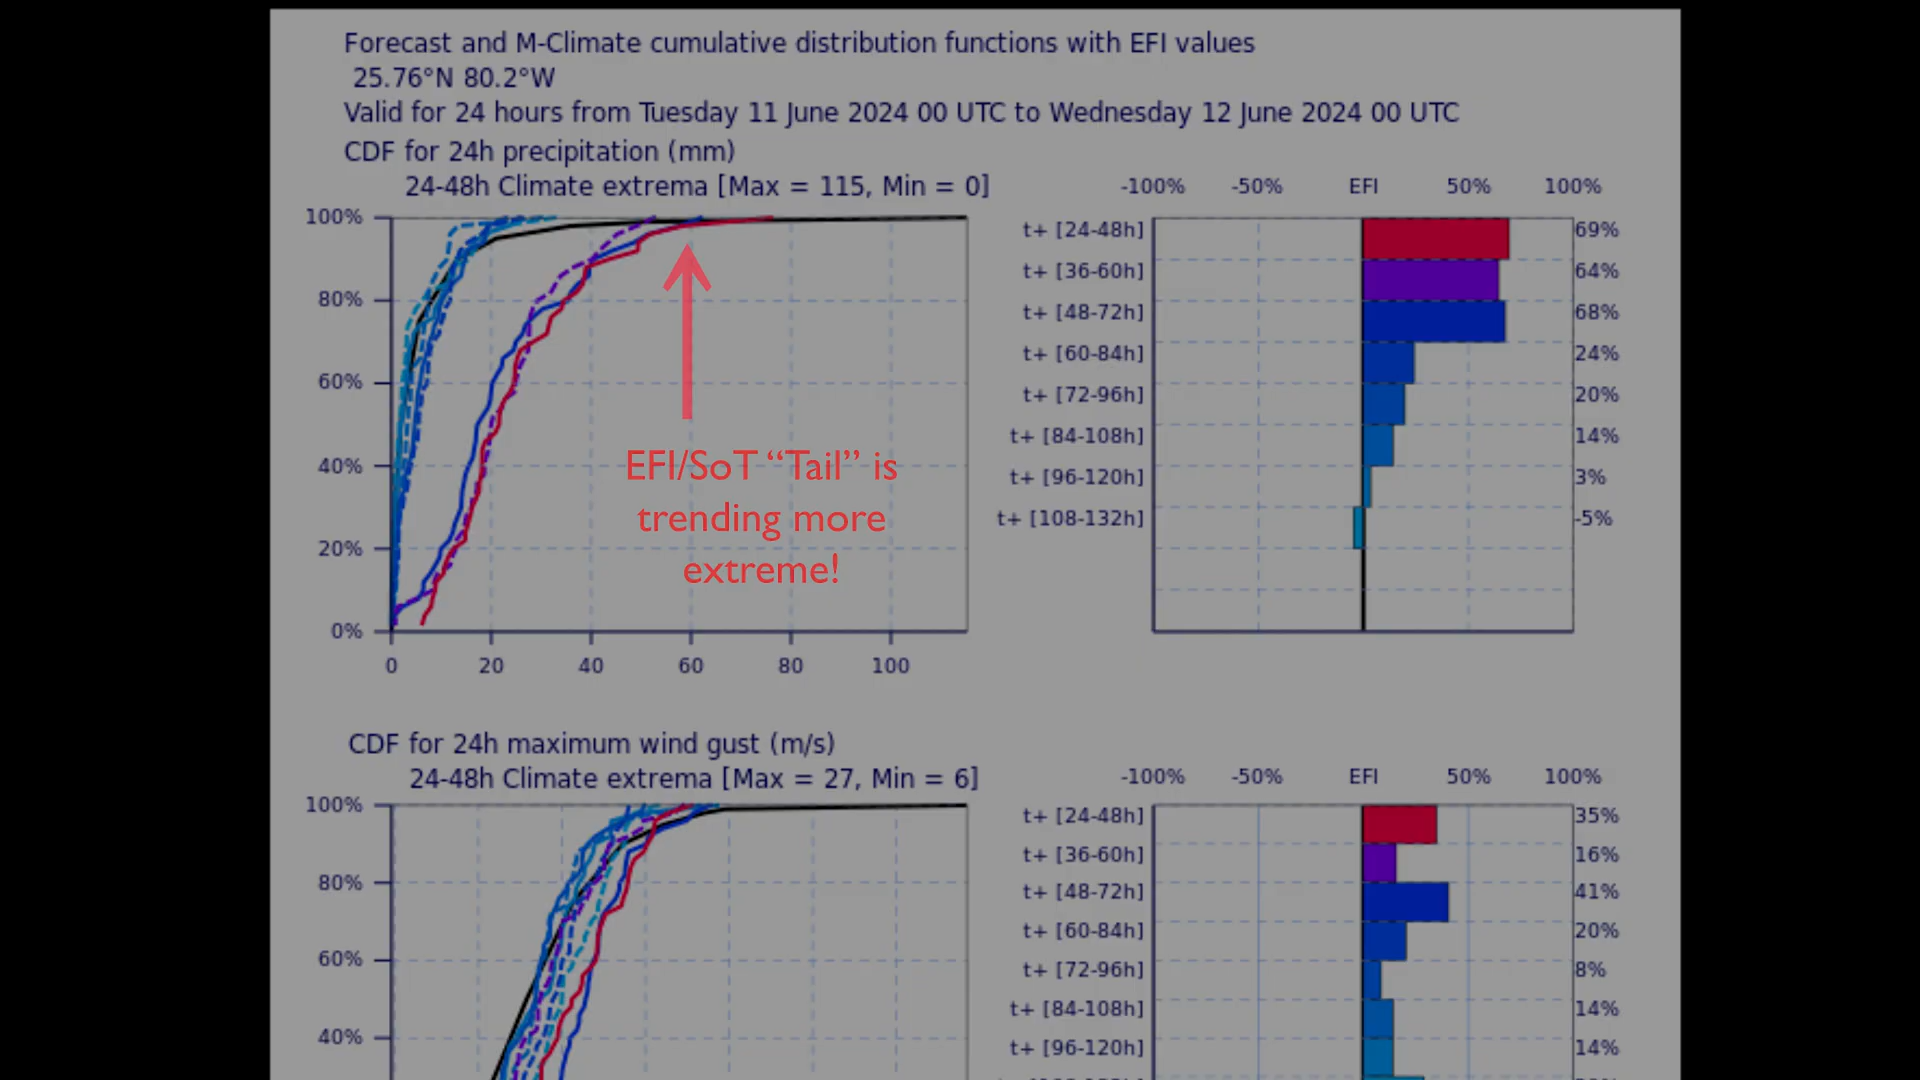 Forecast and M-Climate cumulative distribution functions with EFI values
25.76°N 80.2°W
Valid for 24 hours from Tuesday 11 June 2024 00 UTC to Wednesday 12 June 2024 00 UTC
CDF for 24h precipitation (mm)
24-48h Climate extrema [Max = 115, Min = 0]
-100% -50% EFI 50% 100%
100%
80%
60%
40%
20%
0%
0 20 40 60 80 100
EFI/SoT “Tail” is
trending more
extreme!
t+ [24-48h] 69%
t+ [36-60h] 64%
t+ [48-72h] 68%
t+ [60-84h] 24%
t+ [72-96h] 20%
t+ [84-108h] 14%
t+ [96-120h] 3%
t+ [108-132h] -5%
CDF for 24h maximum wind gust (m/s)
24-48h Climate extrema [Max = 27, Min = 6]
-100% -50% EFI 50% 100%
100%
80%
60%
40%
t+ [24-48h] 35%
t+ [36-60h] 16%
t+ [48-72h] 41%
t+ [60-84h] 20%
t+ [72-96h] 8%
t+ [84-108h] 14%
t+ [96-120h] 14%